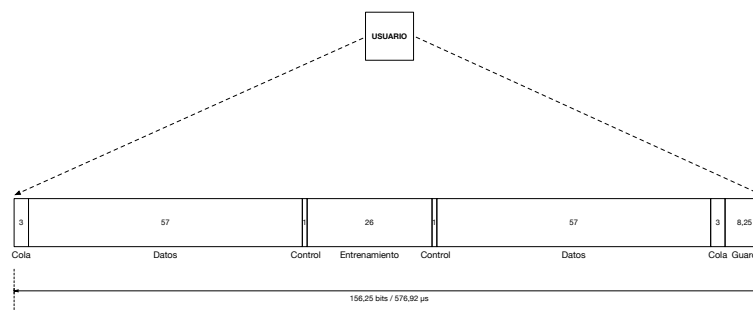 USUARIO
3 57 1 26 1 57 3 8,25
Cola Datos Control Entrenamiento Control Datos Cola Guar
156,25 bits / 576,92 μs